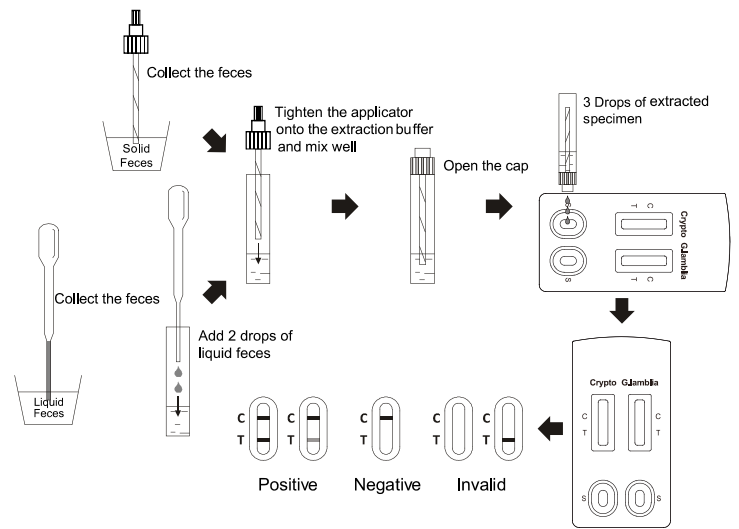 Collect the feces
Solid
Feces
Tighten the applicator
onto the extraction buffer
and mix well
Open the cap
3 Drops of extracted
specimen
S
S
C
T
C
T
Crypto G.lamblia
Collect the feces
Liquid
Feces
Add 2 drops of
liquid feces
Crypto G.lamblia
C
T
C
T
S
S
C
T
C
T
C
T
C
T
C
T
Positive
Negative
Invalid